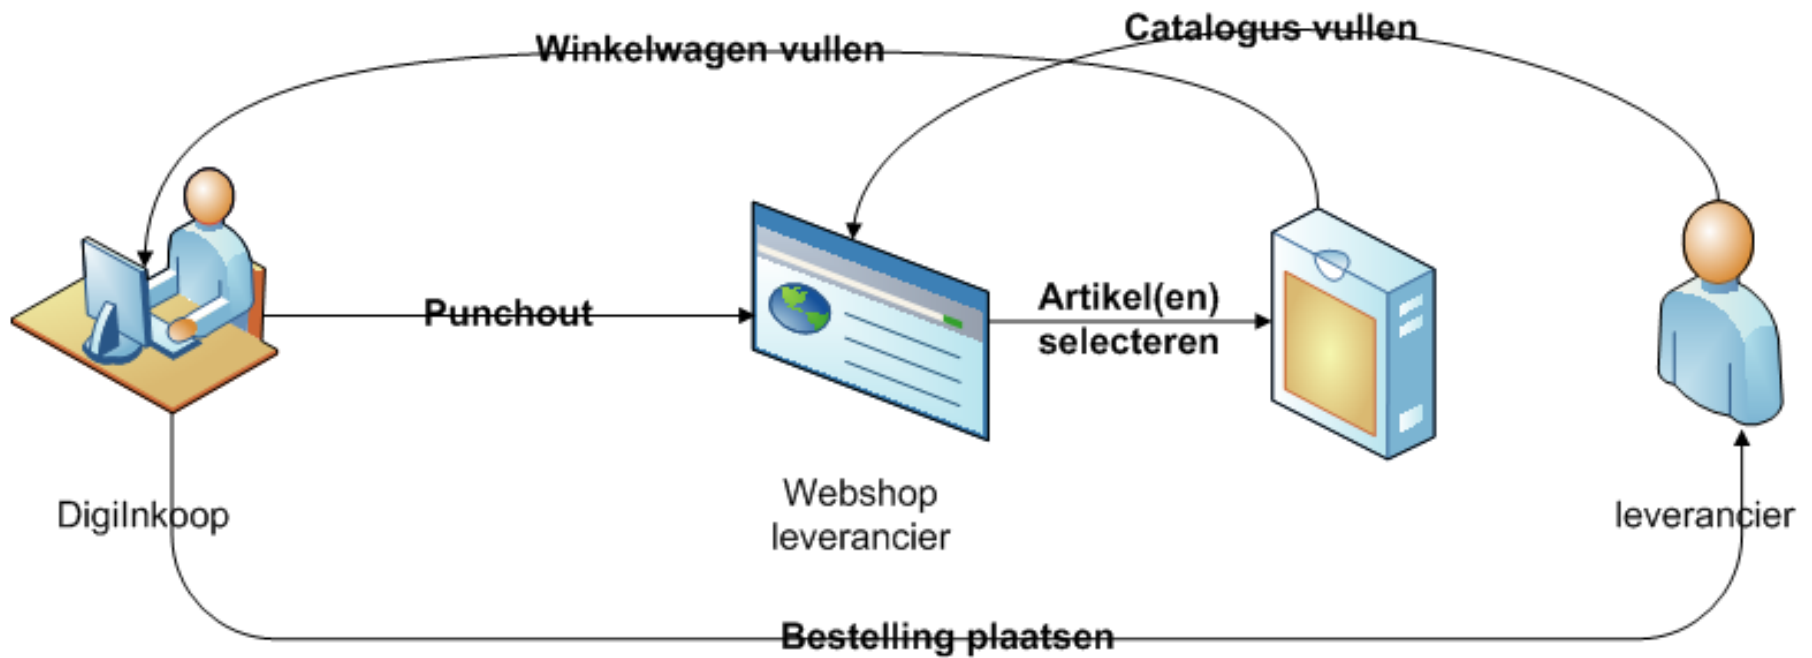 Catalogus vullen
Winkelwagen vullen
Punchout
Artikel(en)
selecteren
DigiInkoop
Webshop
leverancier
leverancier
Bestelling plaatsen